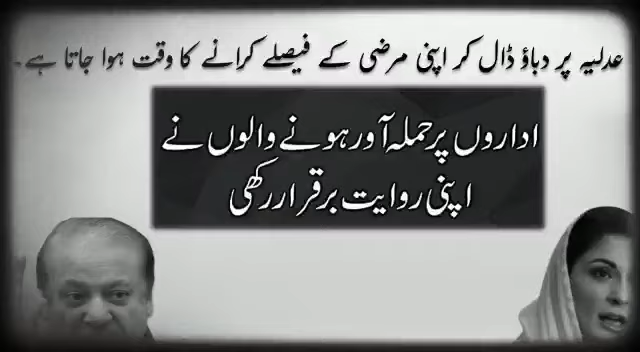 عدلیہ پر دباؤ ڈال کر اپنی مرضی کے فیصلے کرانے کا وقت ہوا جاتا ہے۔
اداروں پر حملہ آور ہونے والوں نے
اپنی روایت برقرار رکھی